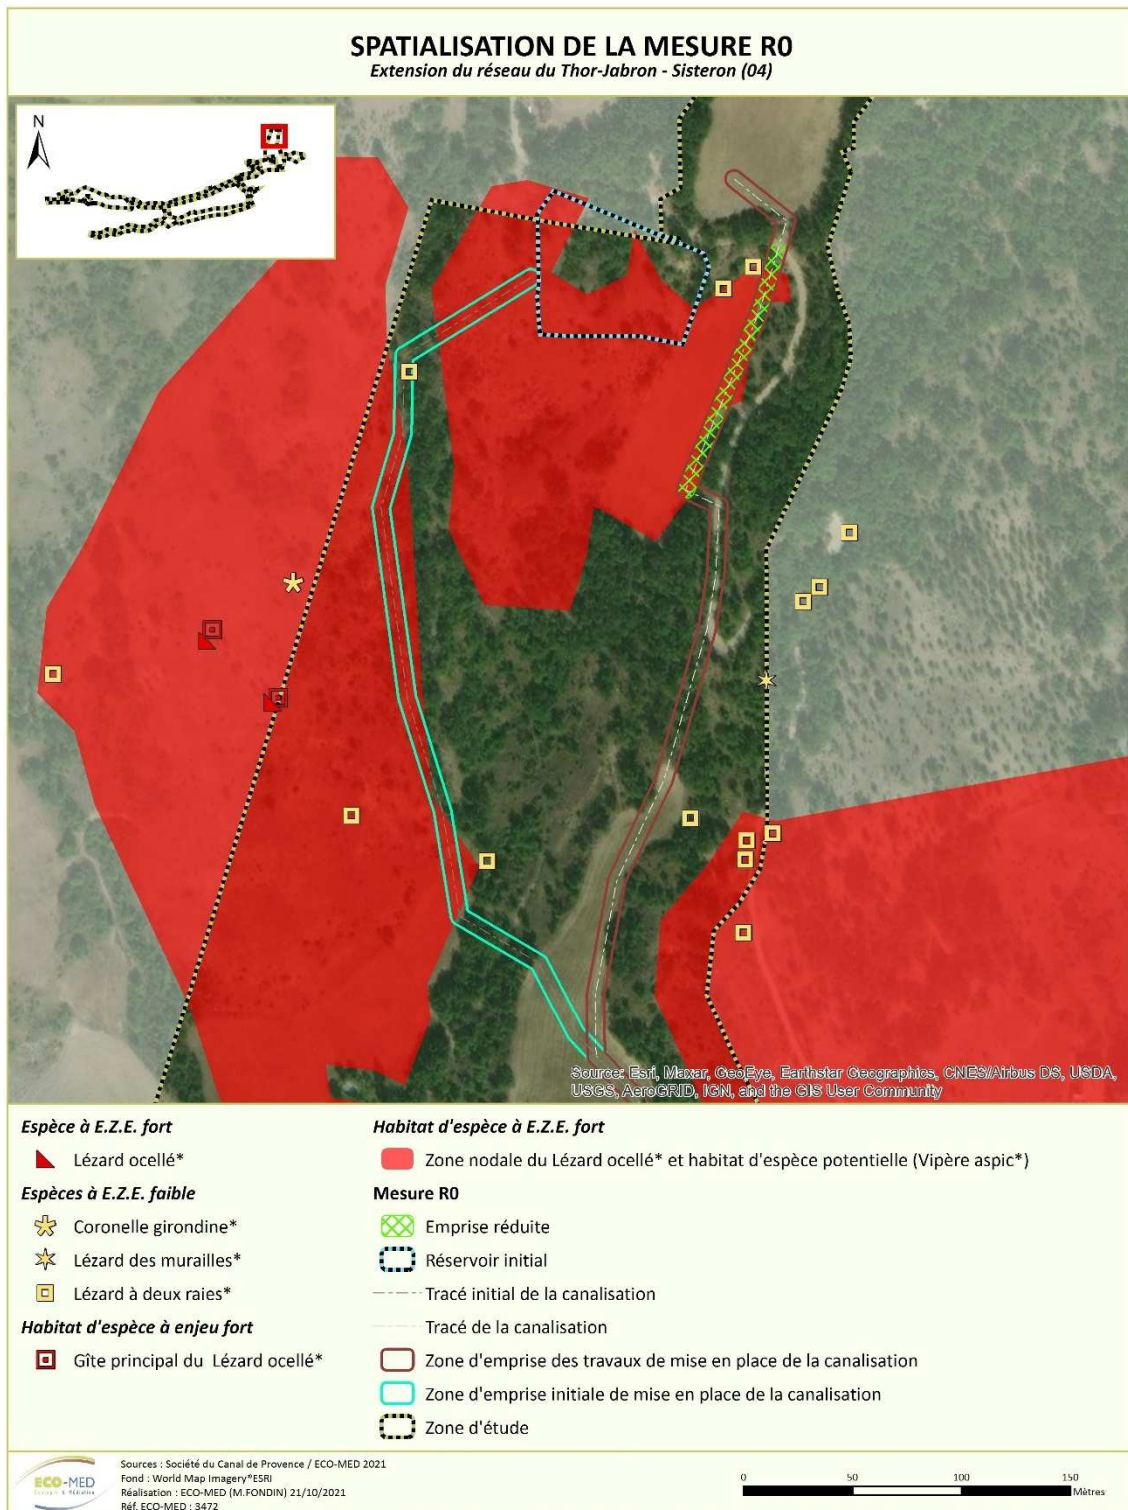 SPATIALISATION DE LA MESURE R0
Extension du réseau du Thor-Jabron - Sisteron (04)
N
Source: Esri, Maxar, GeoEye, Earthstar Geographics, CNES/Airbus DS, USDA,
USGS, AeroGRID, IGN, and the GIS User Community
Espèce à E.Z.E. fort
Lézard ocellé*
Espèces à E.Z.E. faible
Coronelle girondine*
Lézard des murailles*
Lézard à deux raies*
Habitat d'espèce à enjeu fort
Gîte principal du Lézard ocellé*
Habitat d'espèce à E.Z.E. fort
Zone nodale du Lézard ocellé* et habitat d'espèce potentielle (Vipère aspic*)
Mesure R0
Emprise réduite
Réservoir initial
Tracé initial de la canalisation
Tracé de la canalisation
Zone d'emprise des travaux de mise en place de la canalisation
Zone d'emprise initiale de mise en place de la canalisation
Zone d'étude
ECO-MED
Sources : Société du Canal de Provence / ECO-MED 2021
Fond : World Map Imagery®ESRI
Réalisation : ECO-MED (M.FONDIN) 21/10/2021
Réf. ECO-MED : 3472
0 50 100 150
Mètres